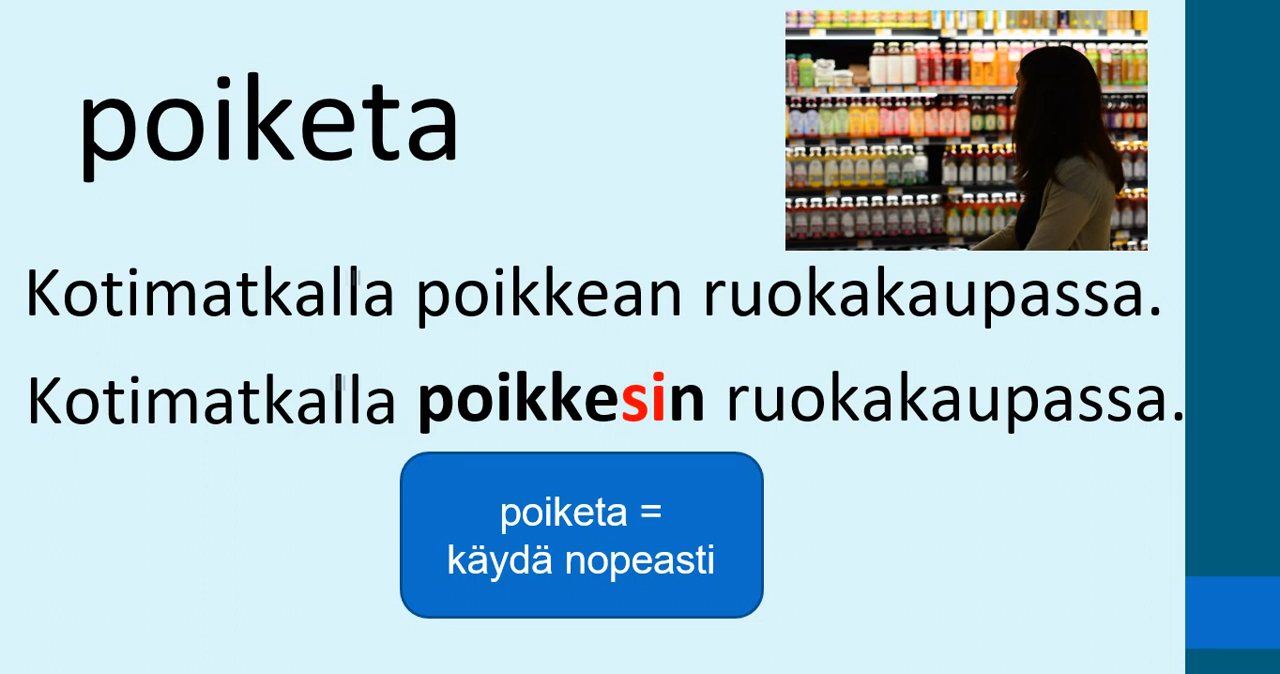 poiketa
Kotimatkalla poikkean ruokakaupassa.
Kotimatkalla poikkesin ruokakaupassa.
poiketa =
käydä nopeasti